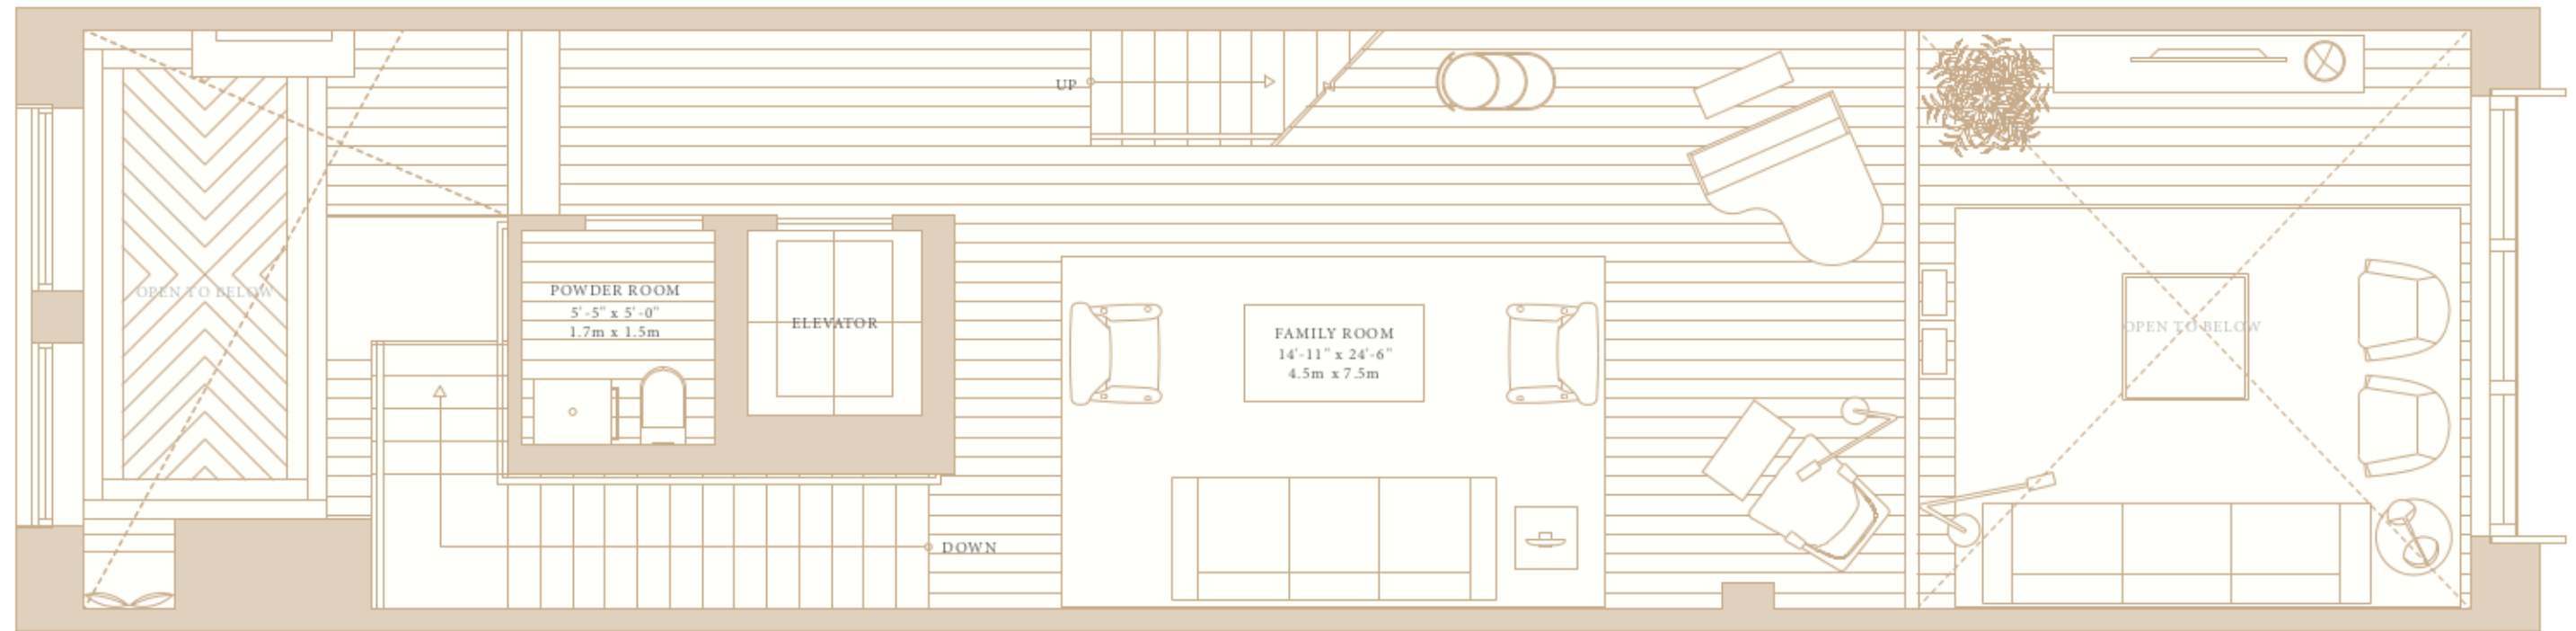 UP
OPEN TO BELOW
POWDER ROOM
5'-5" x 5'-0"
1.7m x 1.5m
ELEVATOR
FAMILY ROOM
14'-11" x 24'-6"
4.5m x 7.5m
OPEN TO BELOW
DOWN